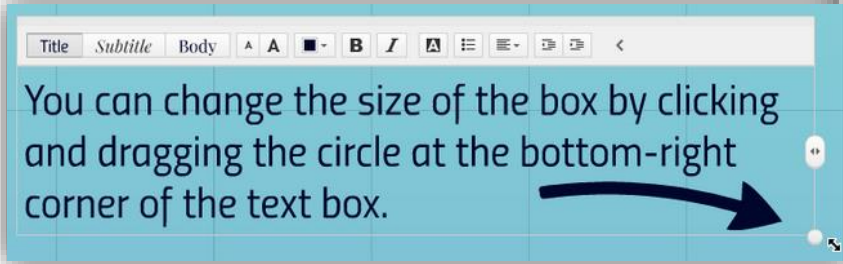 Title Subtitle Body A A B I A
You can change the size of the box by clicking
and dragging the circle at the bottom-right
corner of the text box.